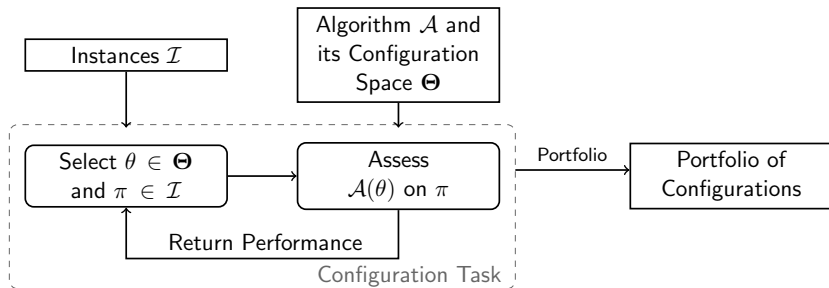 Instances ℐ
Algorithm 𝒜 and
its Configuration
Space Θ
Select θ ∈ Θ
and π ∈ ℐ
Assess
𝒜(θ) on π
Portfolio
Portfolio of
Configurations
Return Performance
Configuration Task